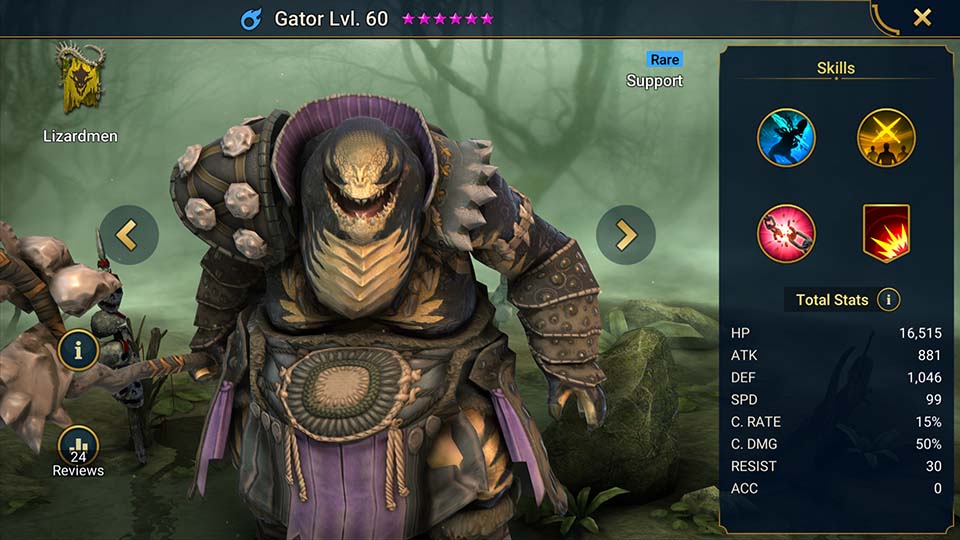 Gator Lvl. 60
Lizardmen
Rare
Support
24
Reviews
Skills
Total Stats i
HP 16,515
ATK 881
DEF 1,046
SPD 99
C. RATE 15%
C. DMG 50%
RESIST 30
ACC 0